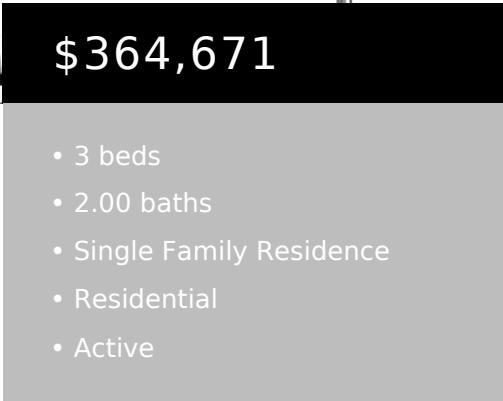 $364,671
• 3 beds
• 2.00 baths
• Single Family Residence
• Residential
• Active